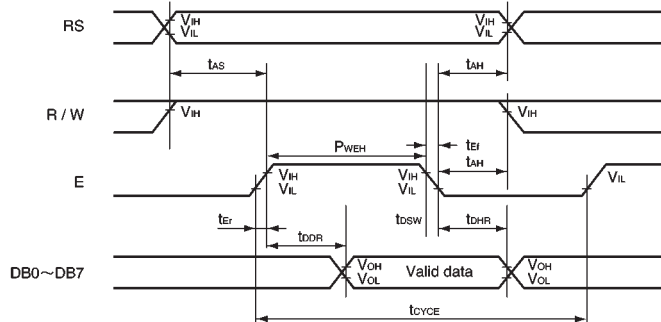 RS
VIH
VIL
VIH
VIL
tAS
tAH
R / W
VIH
VIH
PWEH
tEf
tAH
E
VIH
VIL
VIH
VIL
VIL
tEr
tDDR
tDSW
tDHR
DB0～DB7
VOH
VOL
Valid data
VOH
VOL
tCYCE